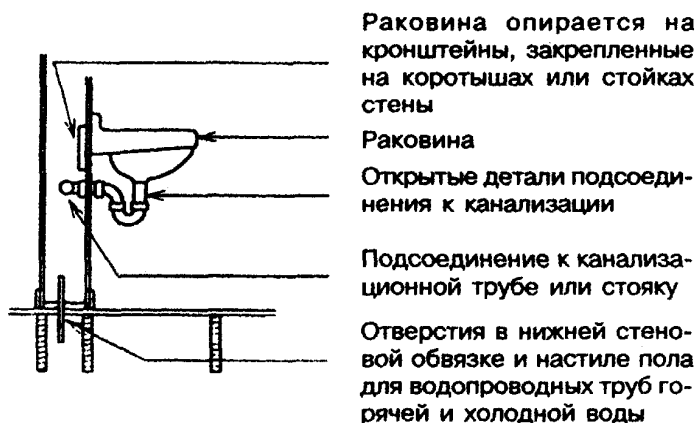 Раковина опирается на
кронштейны, закрепленные
на коротышах или стойках
стены
Раковина
Открытые детали подсоеди-
нения к канализации
Подсоединение к канализа-
ционной трубе или стояку
Отверстия в нижней стено-
вой обвязке и настиле пола
для водопроводных труб го-
рячей и холодной воды